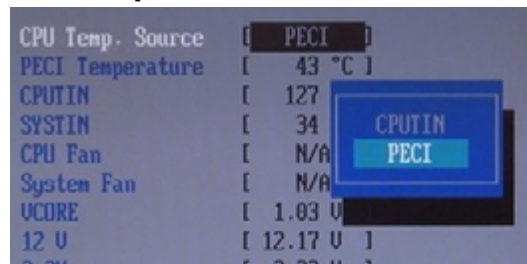 CPU Temp. Source [ PECI ]
PECI Temperature [ 43 °C ]
CPUTIN [ 127
SYSTIN [ 34
CPU Fan [ N/A
System Fan [ N/A
VCORE [ 1.03 V ]
12 V [ 12.17 V ]
CPUTIN
PECI